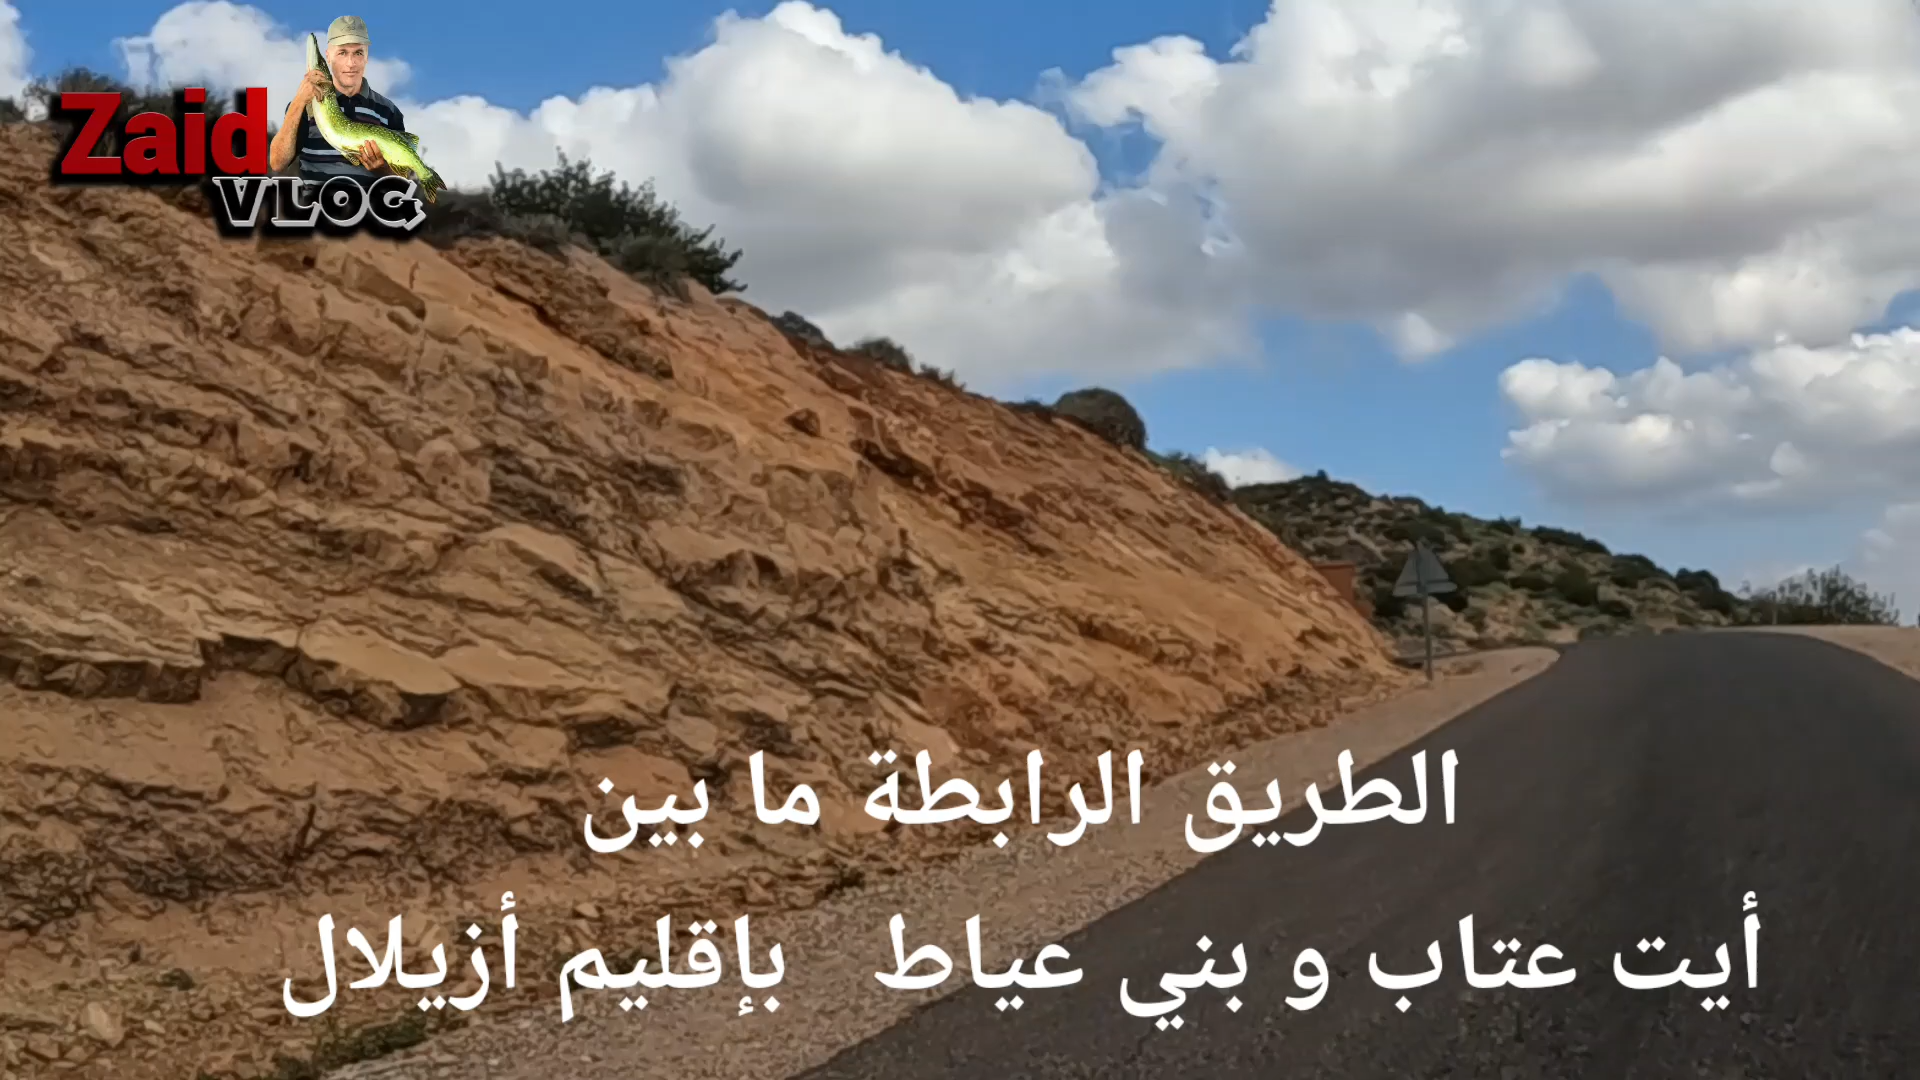 Zaid
VLOG
الطريق الرابطة ما بين
أيت عتاب و بني عياط بإقليم أزيلال